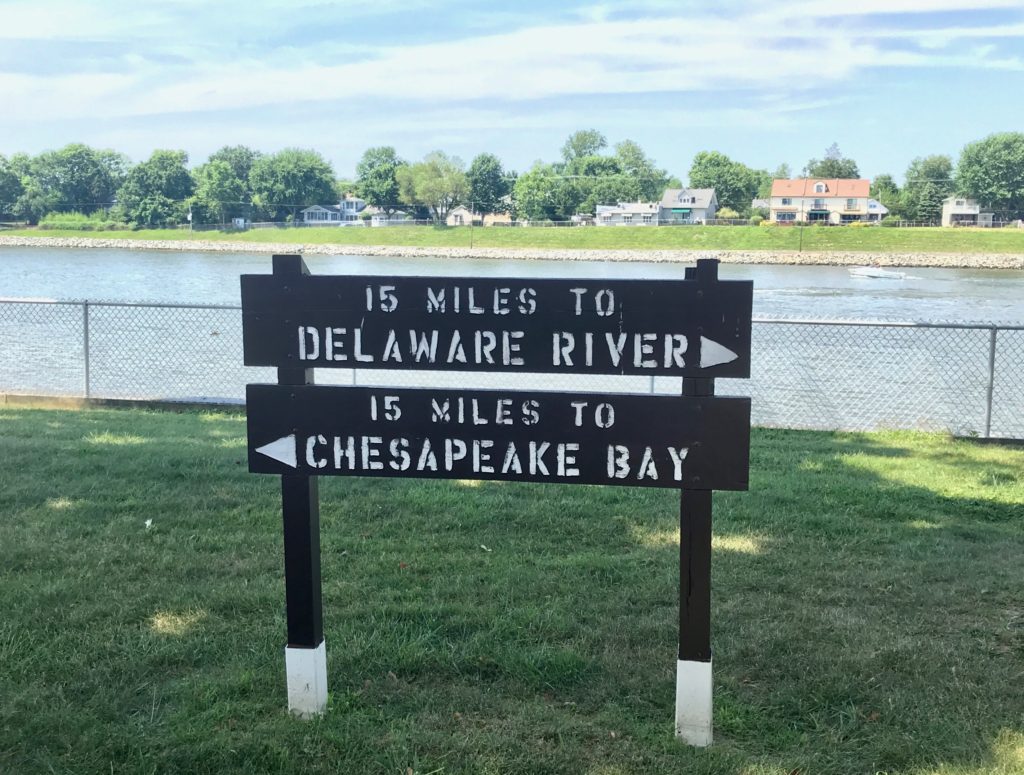 15 MILES TO
DELAWARE RIVER
15 MILES TO
CHESAPEAKE BAY